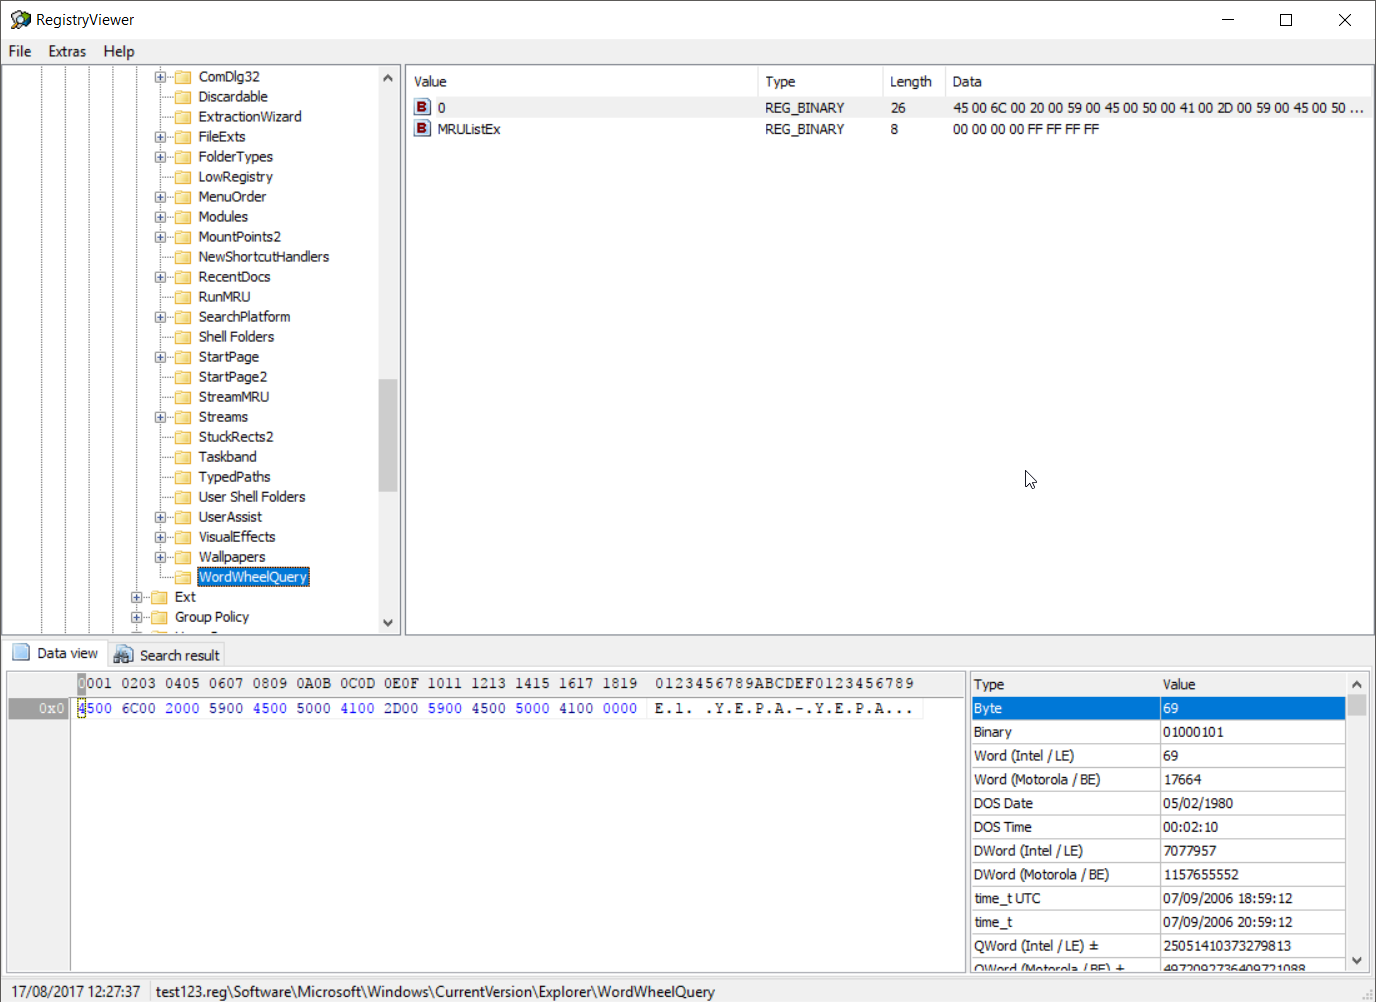 RegistryViewer
File Extras Help
ComDlg32
Discardable
ExtractionWizard
FileExts
FolderTypes
LowRegistry
MenuOrder
Modules
MountPoints2
NewShortcutHandlers
RecentDocs
RunMRU
SearchPlatform
Shell Folders
StartPage
StartPage2
StreamMRU
Streams
StuckRects2
Taskband
TypedPaths
User Shell Folders
UserAssist
VisualEffects
Wallpapers
WordWheelQuery
Ext
Group Policy
Value Type Length Data
0 REG_BINARY 26 45 00 6C 00 20 00 59 00 45 00 50 00 41 00 2D 00 59 00 45 00 50 ...
MRUListEx REG_BINARY 8 00 00 00 00 FF FF FF FF
Data view Search result
0001 0203 0405 0607 0809 0A0B 0C0D 0E0F 1011 1213 1415 1617 1819 0123456789ABCDEF0123456789
0x0 4500 6C00 2000 5900 4500 5000 4100 2D00 5900 4500 5000 4100 0000 E.l. .Y.E.P.A.-.Y.E.P.A...
Type Value
Byte 69
Binary 01000101
Word (Intel / LE) 69
Word (Motorola / BE) 17664
DOS Date 05/02/1980
DOS Time 00:02:10
DWord (Intel / LE) 7077957
DWord (Motorola / BE) 1157655552
time_t UTC 07/09/2006 18:59:12
time_t 07/09/2006 20:59:12
QWord (Intel / LE) ± 25051410373279813
QWord (Motorola / BE) ± 4972092736409721088
17/08/2017 12:27:37 test123.reg\Software\Microsoft\Windows\CurrentVersion\Explorer\WordWheelQuery